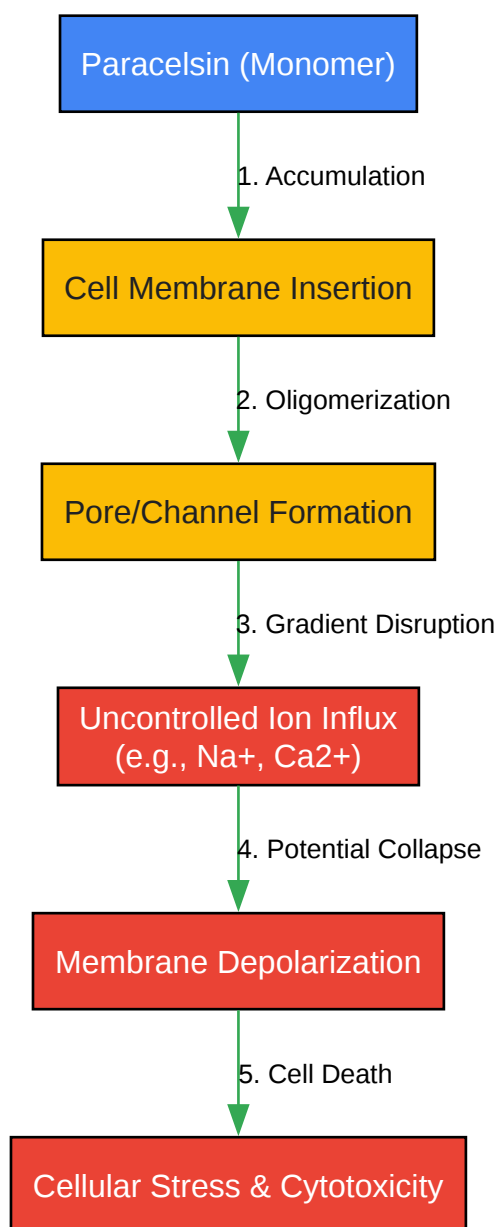 Paracelsin (Monomer)
1. Accumulation
Cell Membrane Insertion
2. Oligomerization
Pore/Channel Formation
3. Gradient Disruption
Uncontrolled Ion Influx
(e.g., Na+, Ca2+)
4. Potential Collapse
Membrane Depolarization
5. Cell Death
Cellular Stress & Cytotoxicity